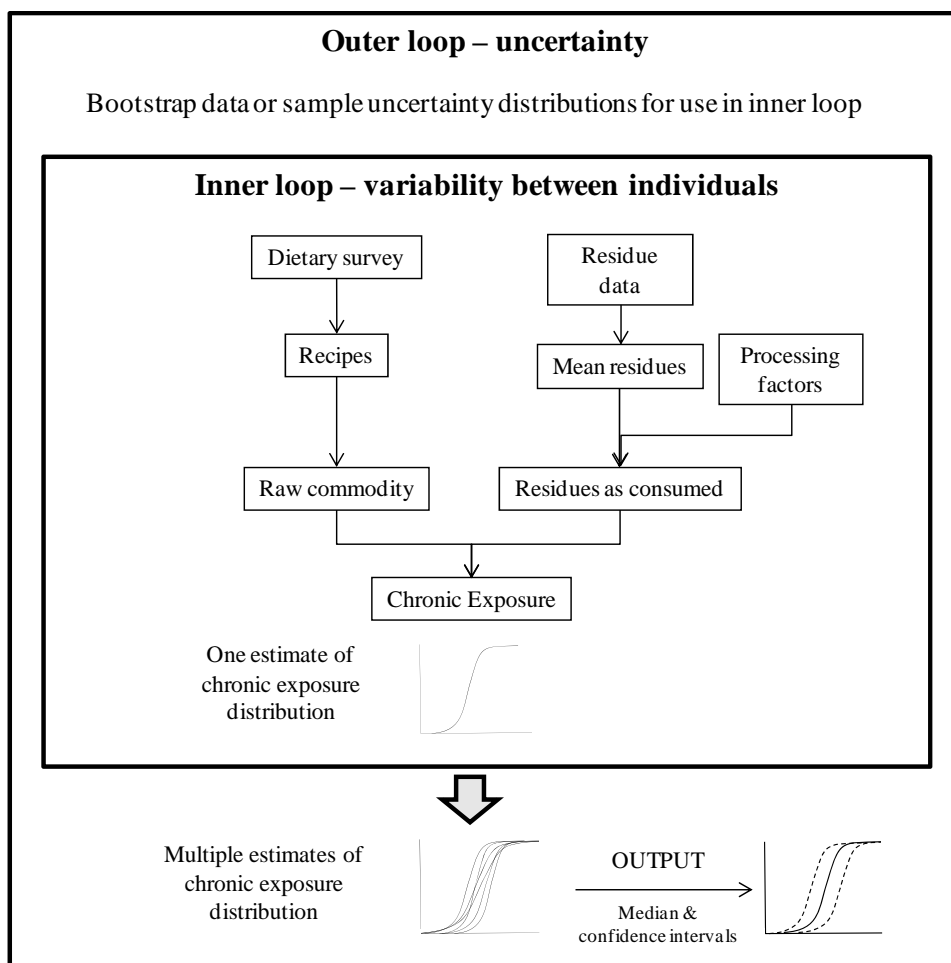 Outer loop – uncertainty
Bootstrap data or sample uncertainty distributions for use in inner loop
Inner loop – variability between individuals
Dietary survey
Residue
data
Recipes
Mean residues
Processing
factors
Raw commodity
Residues as consumed
Chronic Exposure
One estimate of
chronic exposure
distribution
Multiple estimates of
chronic exposure
distribution
OUTPUT
Median &
confidence intervals